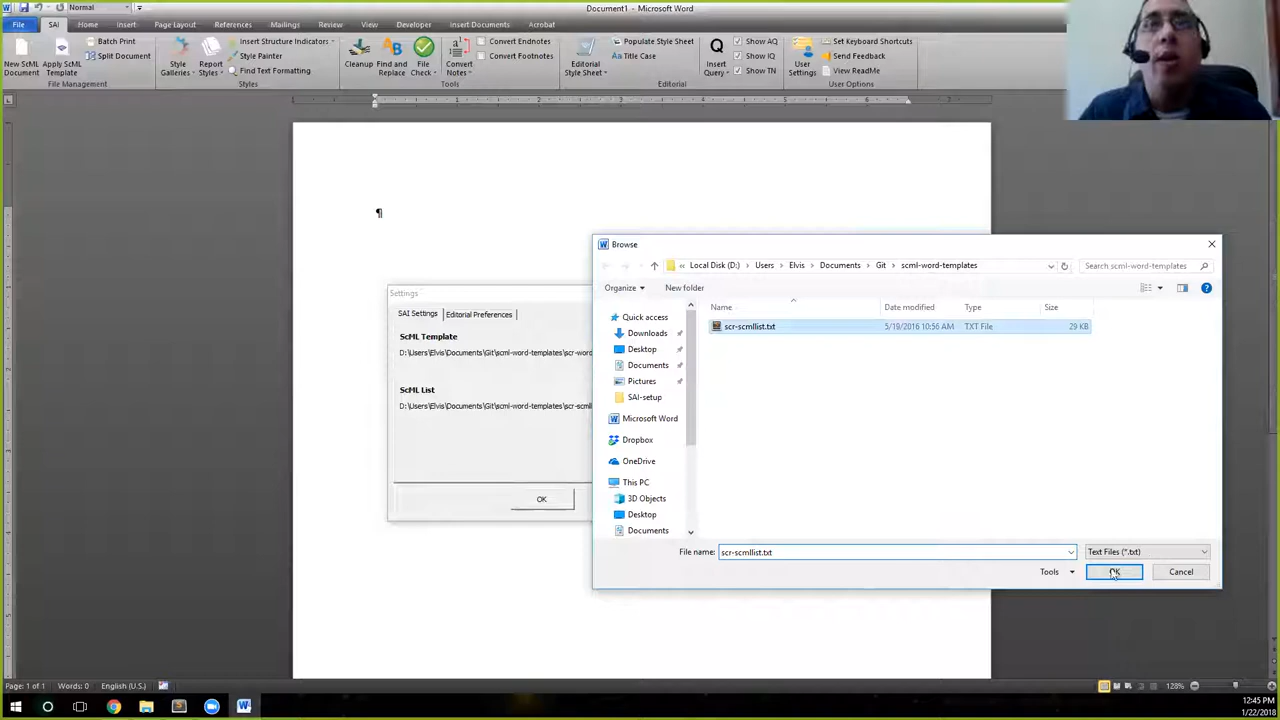 Normal
Document1 - Microsoft Word
File
SAI
Home
Insert
Page Layout
References
Mailings
Review
View
Developer
Insert Documents
Acrobat
New ScML Document
Apply ScML Template
Batch Print
Split Document
File Management
Style Galleries
Report Styles
Insert Structure Indicators
Style Painter
Find Text Formatting
Styles
Cleanup
Find and Replace
File Check
Convert Notes
Convert Endnotes
Convert Footnotes
Tools
Editorial Style Sheet
Populate Style Sheet
Title Case
Insert Query
Show AQ
Show IQ
Show TN
Editorial
User Settings
Set Keyboard Shortcuts
Send Feedback
View ReadMe
User Options
¶
Settings
SAI Settings
Editorial Preferences
ScML Template
D:\Users\Elvis\Documents\Git\scml-word-templates\scr-word
ScML List
D:\Users\Elvis\Documents\Git\scml-word-templates\scr-scmll
OK
Browse
« Local Disk (D:) > Users > Elvis > Documents > Git > scml-word-templates
Search scml-word-templates
Organize
New folder
Name
Date modified
Type
Size
scr-scmllist.txt
5/19/2016 10:56 AM
TXT File
29 KB
Quick access
Downloads
Desktop
Documents
Pictures
SAI-setup
Microsoft Word
Dropbox
OneDrive
This PC
3D Objects
Desktop
Documents
File name:
scr-scmllist.txt
Text Files (*.txt)
Tools
OK
Cancel
Page: 1 of 1
Words: 0
English (U.S.)
128%
12:45 PM
1/22/2018